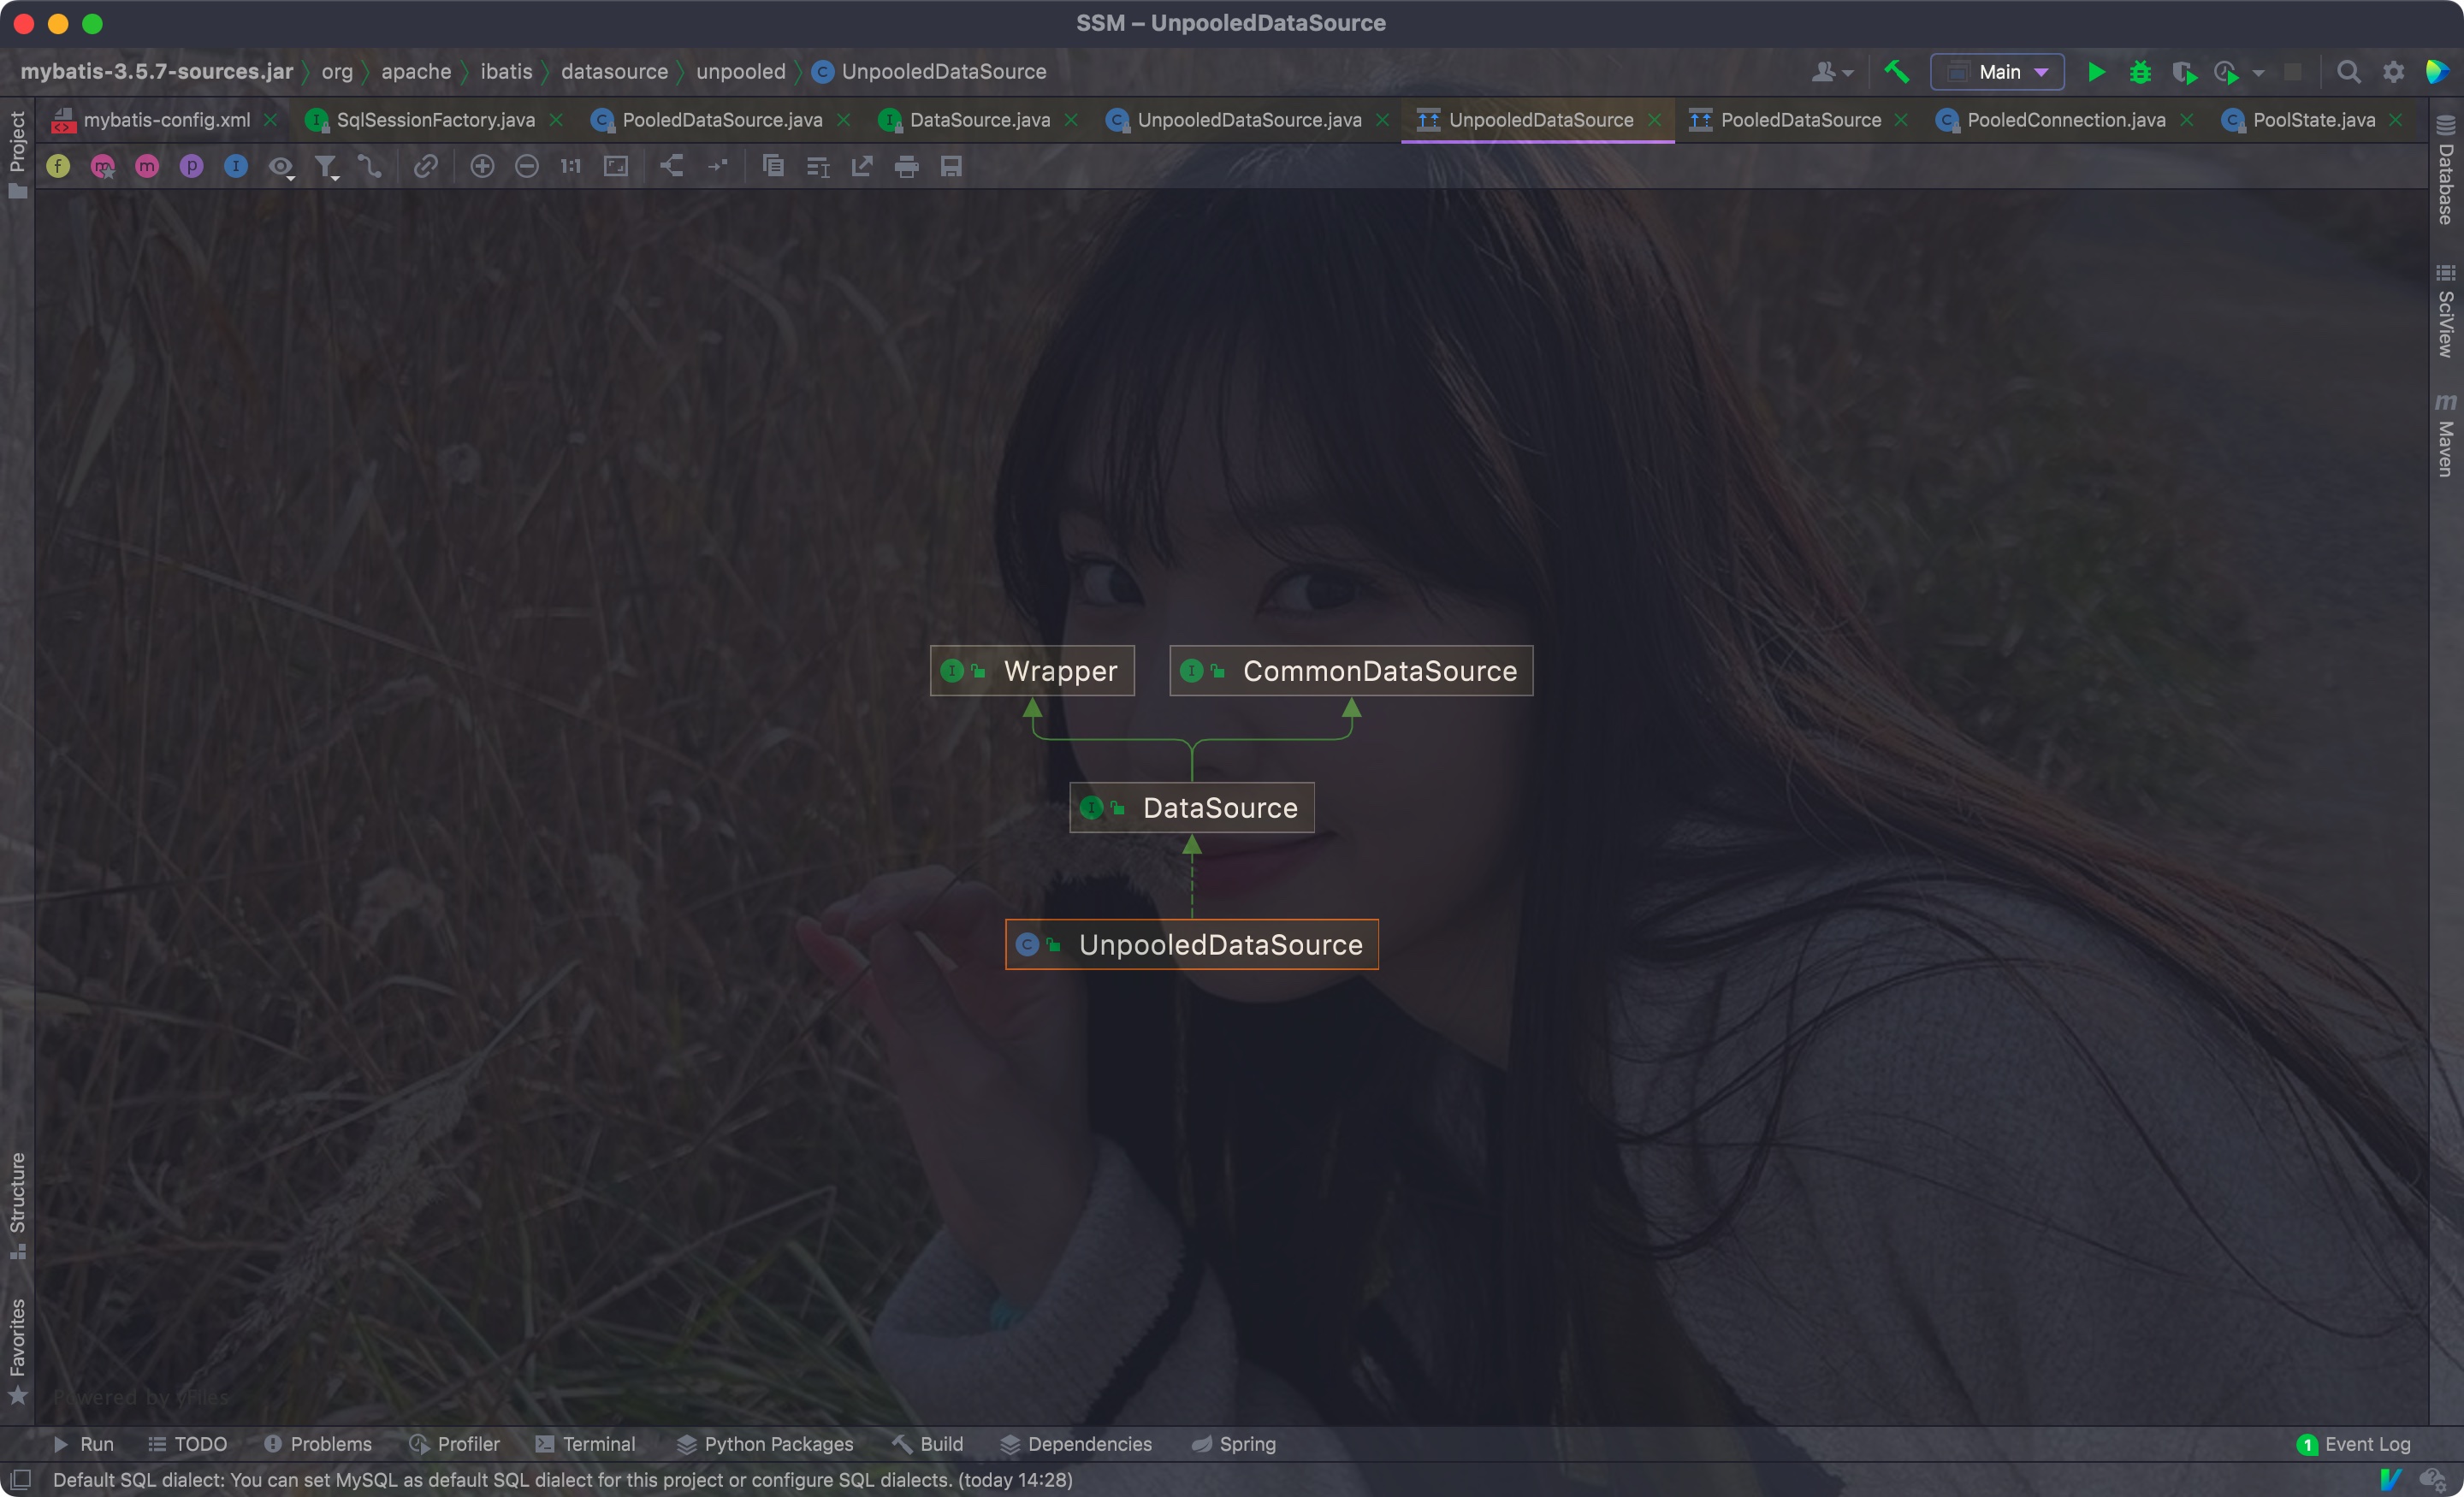 SSM – UnpooledDataSource
mybatis-3.5.7-sources.jar org apache ibatis datasource unpooled UnpooledDataSource
Main
mybatis-config.xml SqlSessionFactory.java PooledDataSource.java DataSource.java UnpooledDataSource.java UnpooledDataSource PooledDataSource PooledConnection.java PoolState.java
Project
1:1
Database
SciView
Maven
Wrapper CommonDataSource
DataSource
UnpooledDataSource
Structure
Favorites
Powered by yFiles
Run TODO Problems Profiler Terminal Python Packages Build Dependencies Spring 1 Event Log
Default SQL dialect: You can set MySQL as default SQL dialect for this project or configure SQL dialects. (today 14:28)